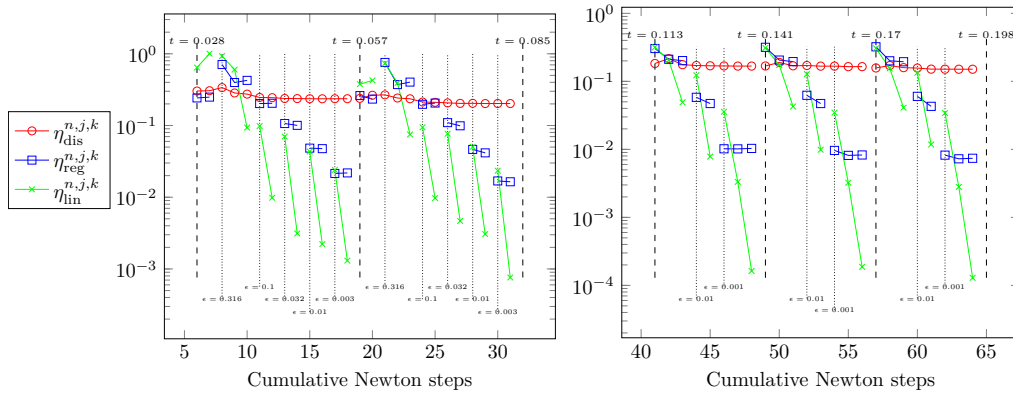 η_dis^{n,j,k}
η_reg^{n,j,k}
η_lin^{n,j,k}
10^0
10^{−1}
10^{−2}
10^{−3}
t = 0.028
t = 0.057
t = 0.085
ϵ = 0.316
ϵ = 0.1
ϵ = 0.032
ϵ = 0.01
ϵ = 0.003
ϵ = 0.316
ϵ = 0.1
ϵ = 0.032
ϵ = 0.01
ϵ = 0.003
5 10 15 20 25 30
Cumulative Newton steps
10^0
10^{−1}
10^{−2}
10^{−3}
10^{−4}
t = 0.113
t = 0.141
t = 0.17
t = 0.198
ϵ = 0.01
ϵ = 0.001
ϵ = 0.01
ϵ = 0.001
ϵ = 0.01
ϵ = 0.001
40 45 50 55 60 65
Cumulative Newton steps